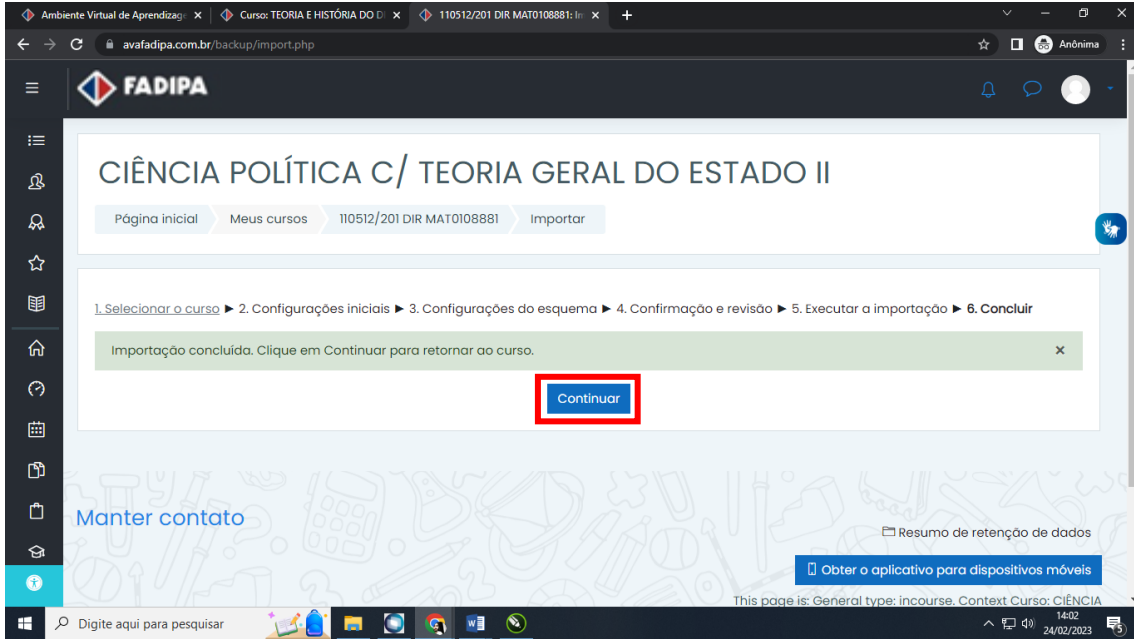 Ambiente Virtual de Aprendizage
Curso: TEORIA E HISTÓRIA DO D
110512/201 DIR MAT0108881: Im
avafadipa.com.br/backup/import.php
Anônima
FADIPA
CIÊNCIA POLÍTICA C/ TEORIA GERAL DO ESTADO II
Página inicial Meus cursos 110512/201 DIR MAT0108881 Importar
1. Selecionar o curso ► 2. Configurações iniciais ► 3. Configurações do esquema ► 4. Confirmação e revisão ► 5. Executar a importação ► 6. Concluir
Importação concluída. Clique em Continuar para retornar ao curso. ×
Continuar
Manter contato
Resumo de retenção de dados
Obter o aplicativo para dispositivos móveis
This page is: General type: incourse. Context Curso: CIÊNCIA
Digite aqui para pesquisar
14:02
24/02/2023
5